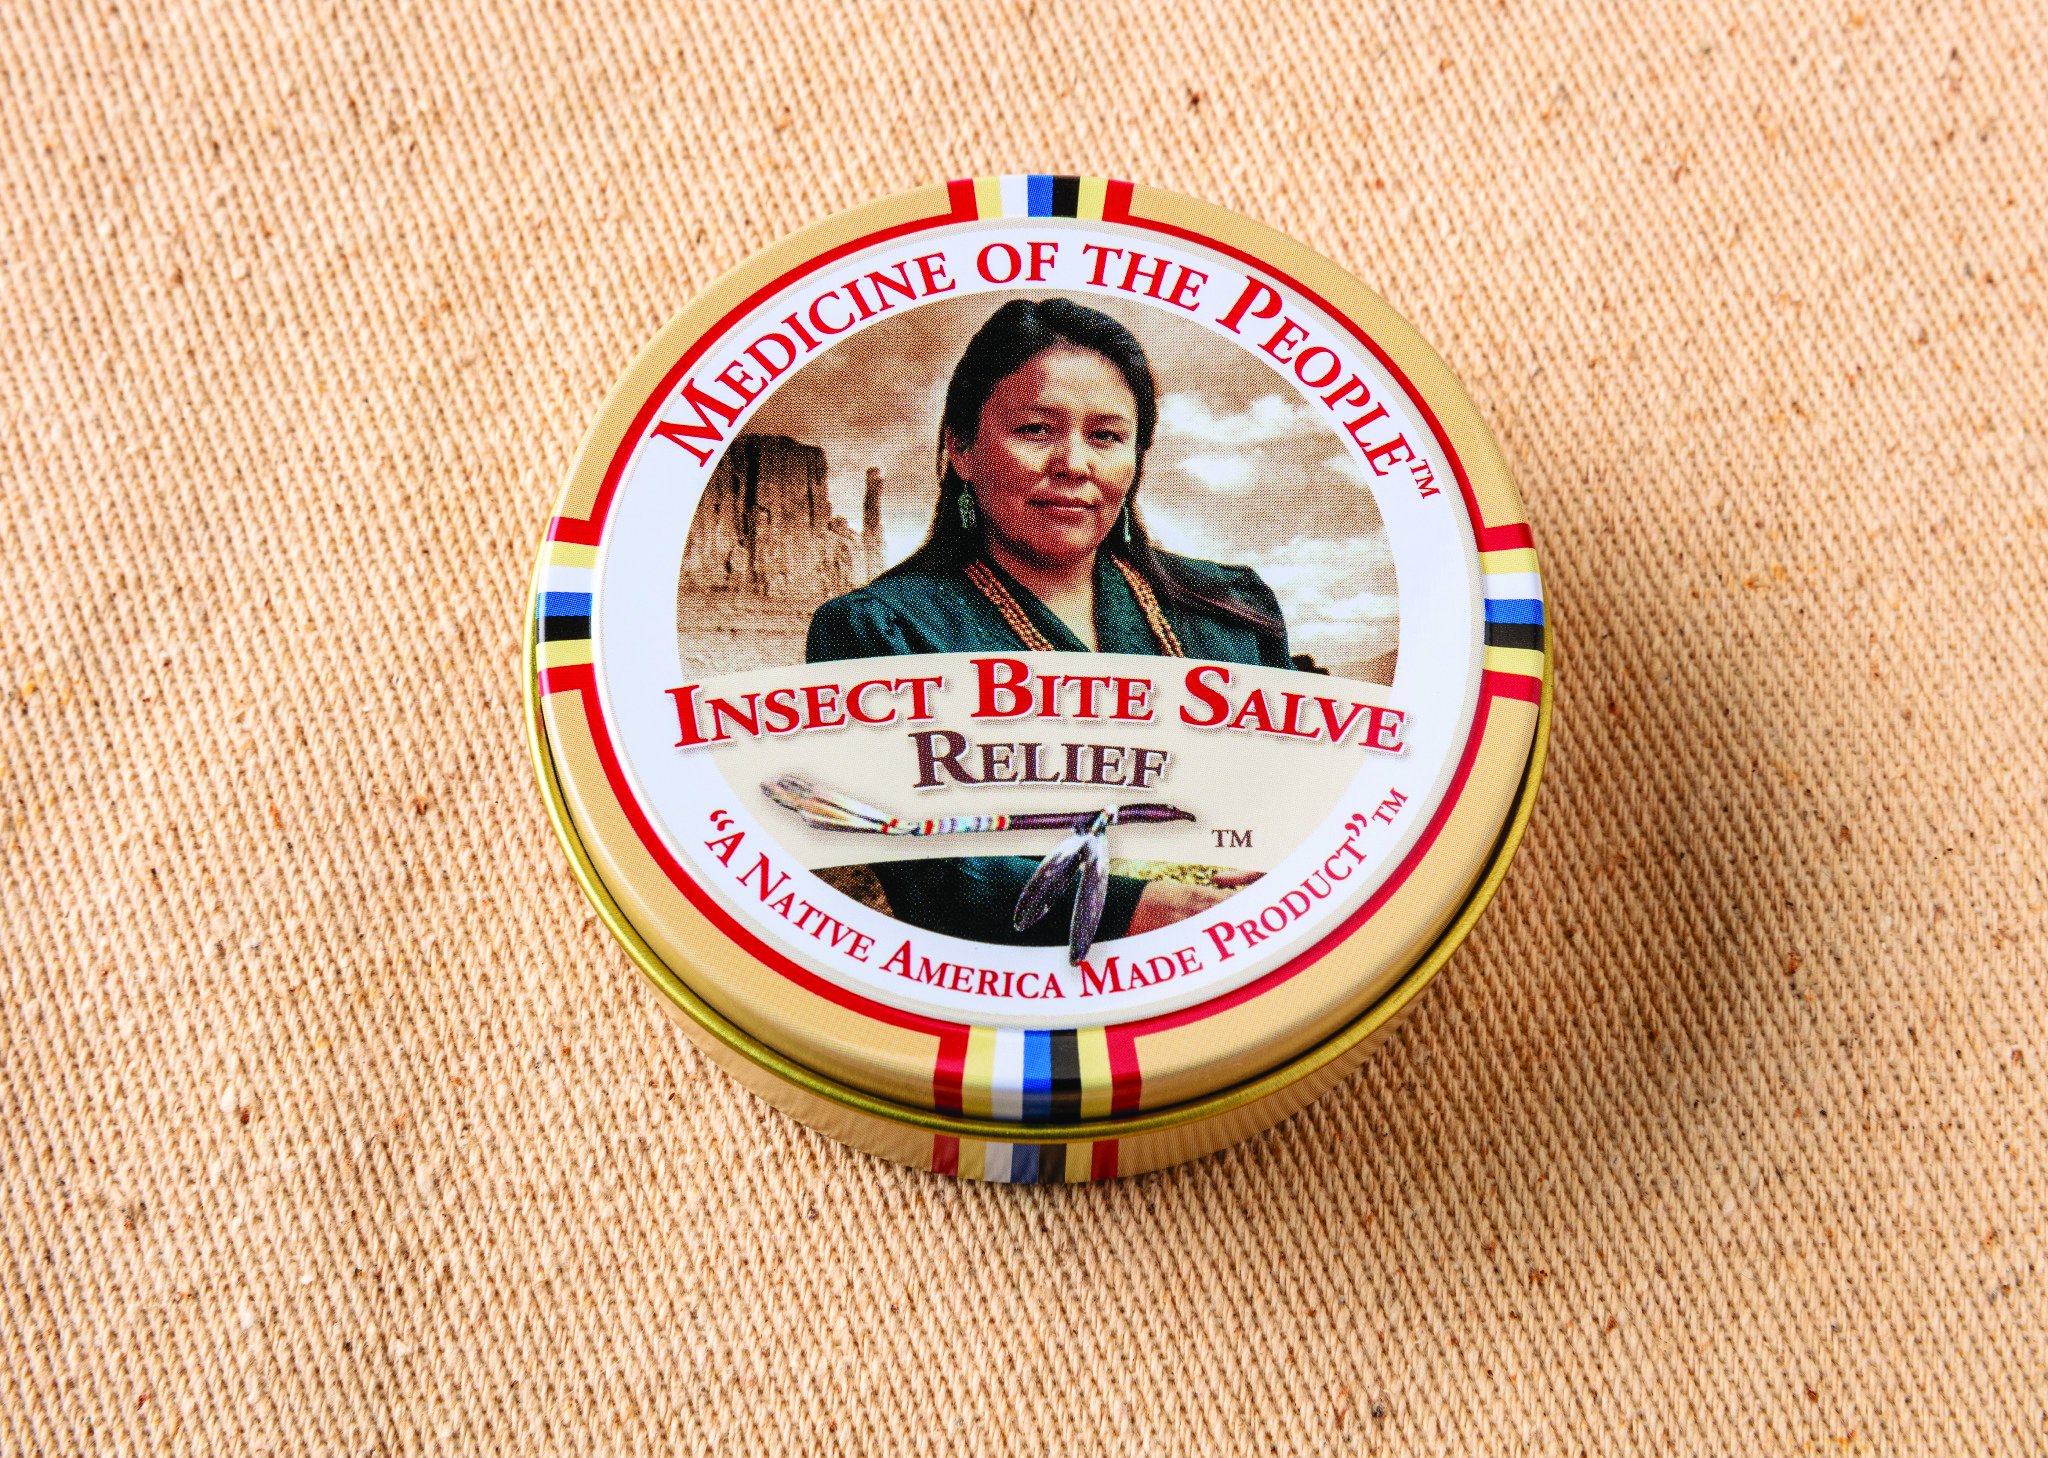 Medicine of the People™
Insect Bite Salve
Relief
™
“A Native America Made Product”™